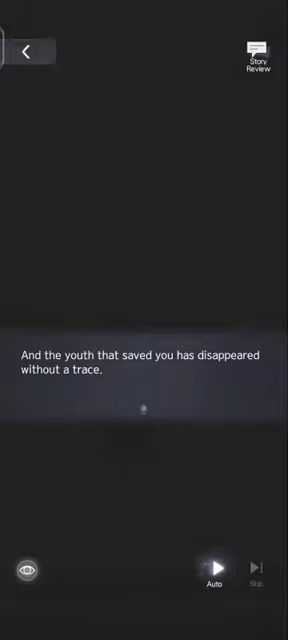 Story
Review
And the youth that saved you has disappeared
without a trace.
Auto
Skip